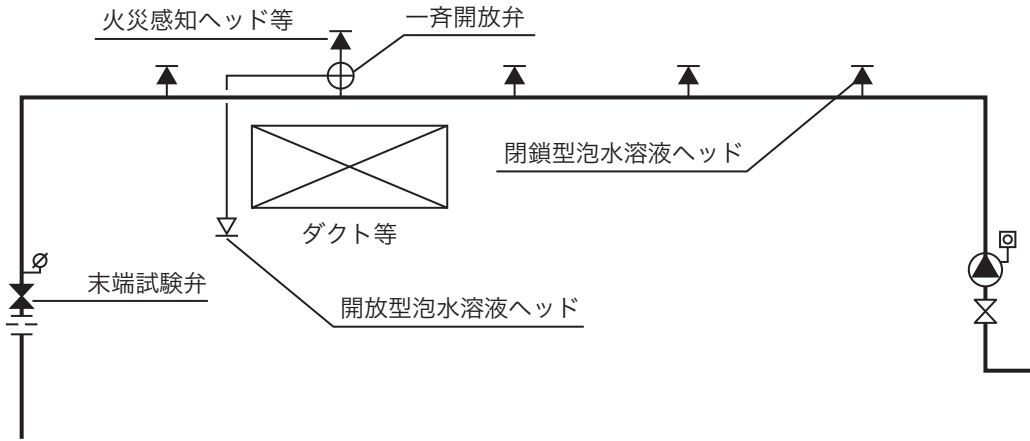 火災感知ヘッド等
一斉開放弁
閉鎖型泡水溶液ヘッド
ダクト等
末端試験弁
開放型泡水溶液ヘッド